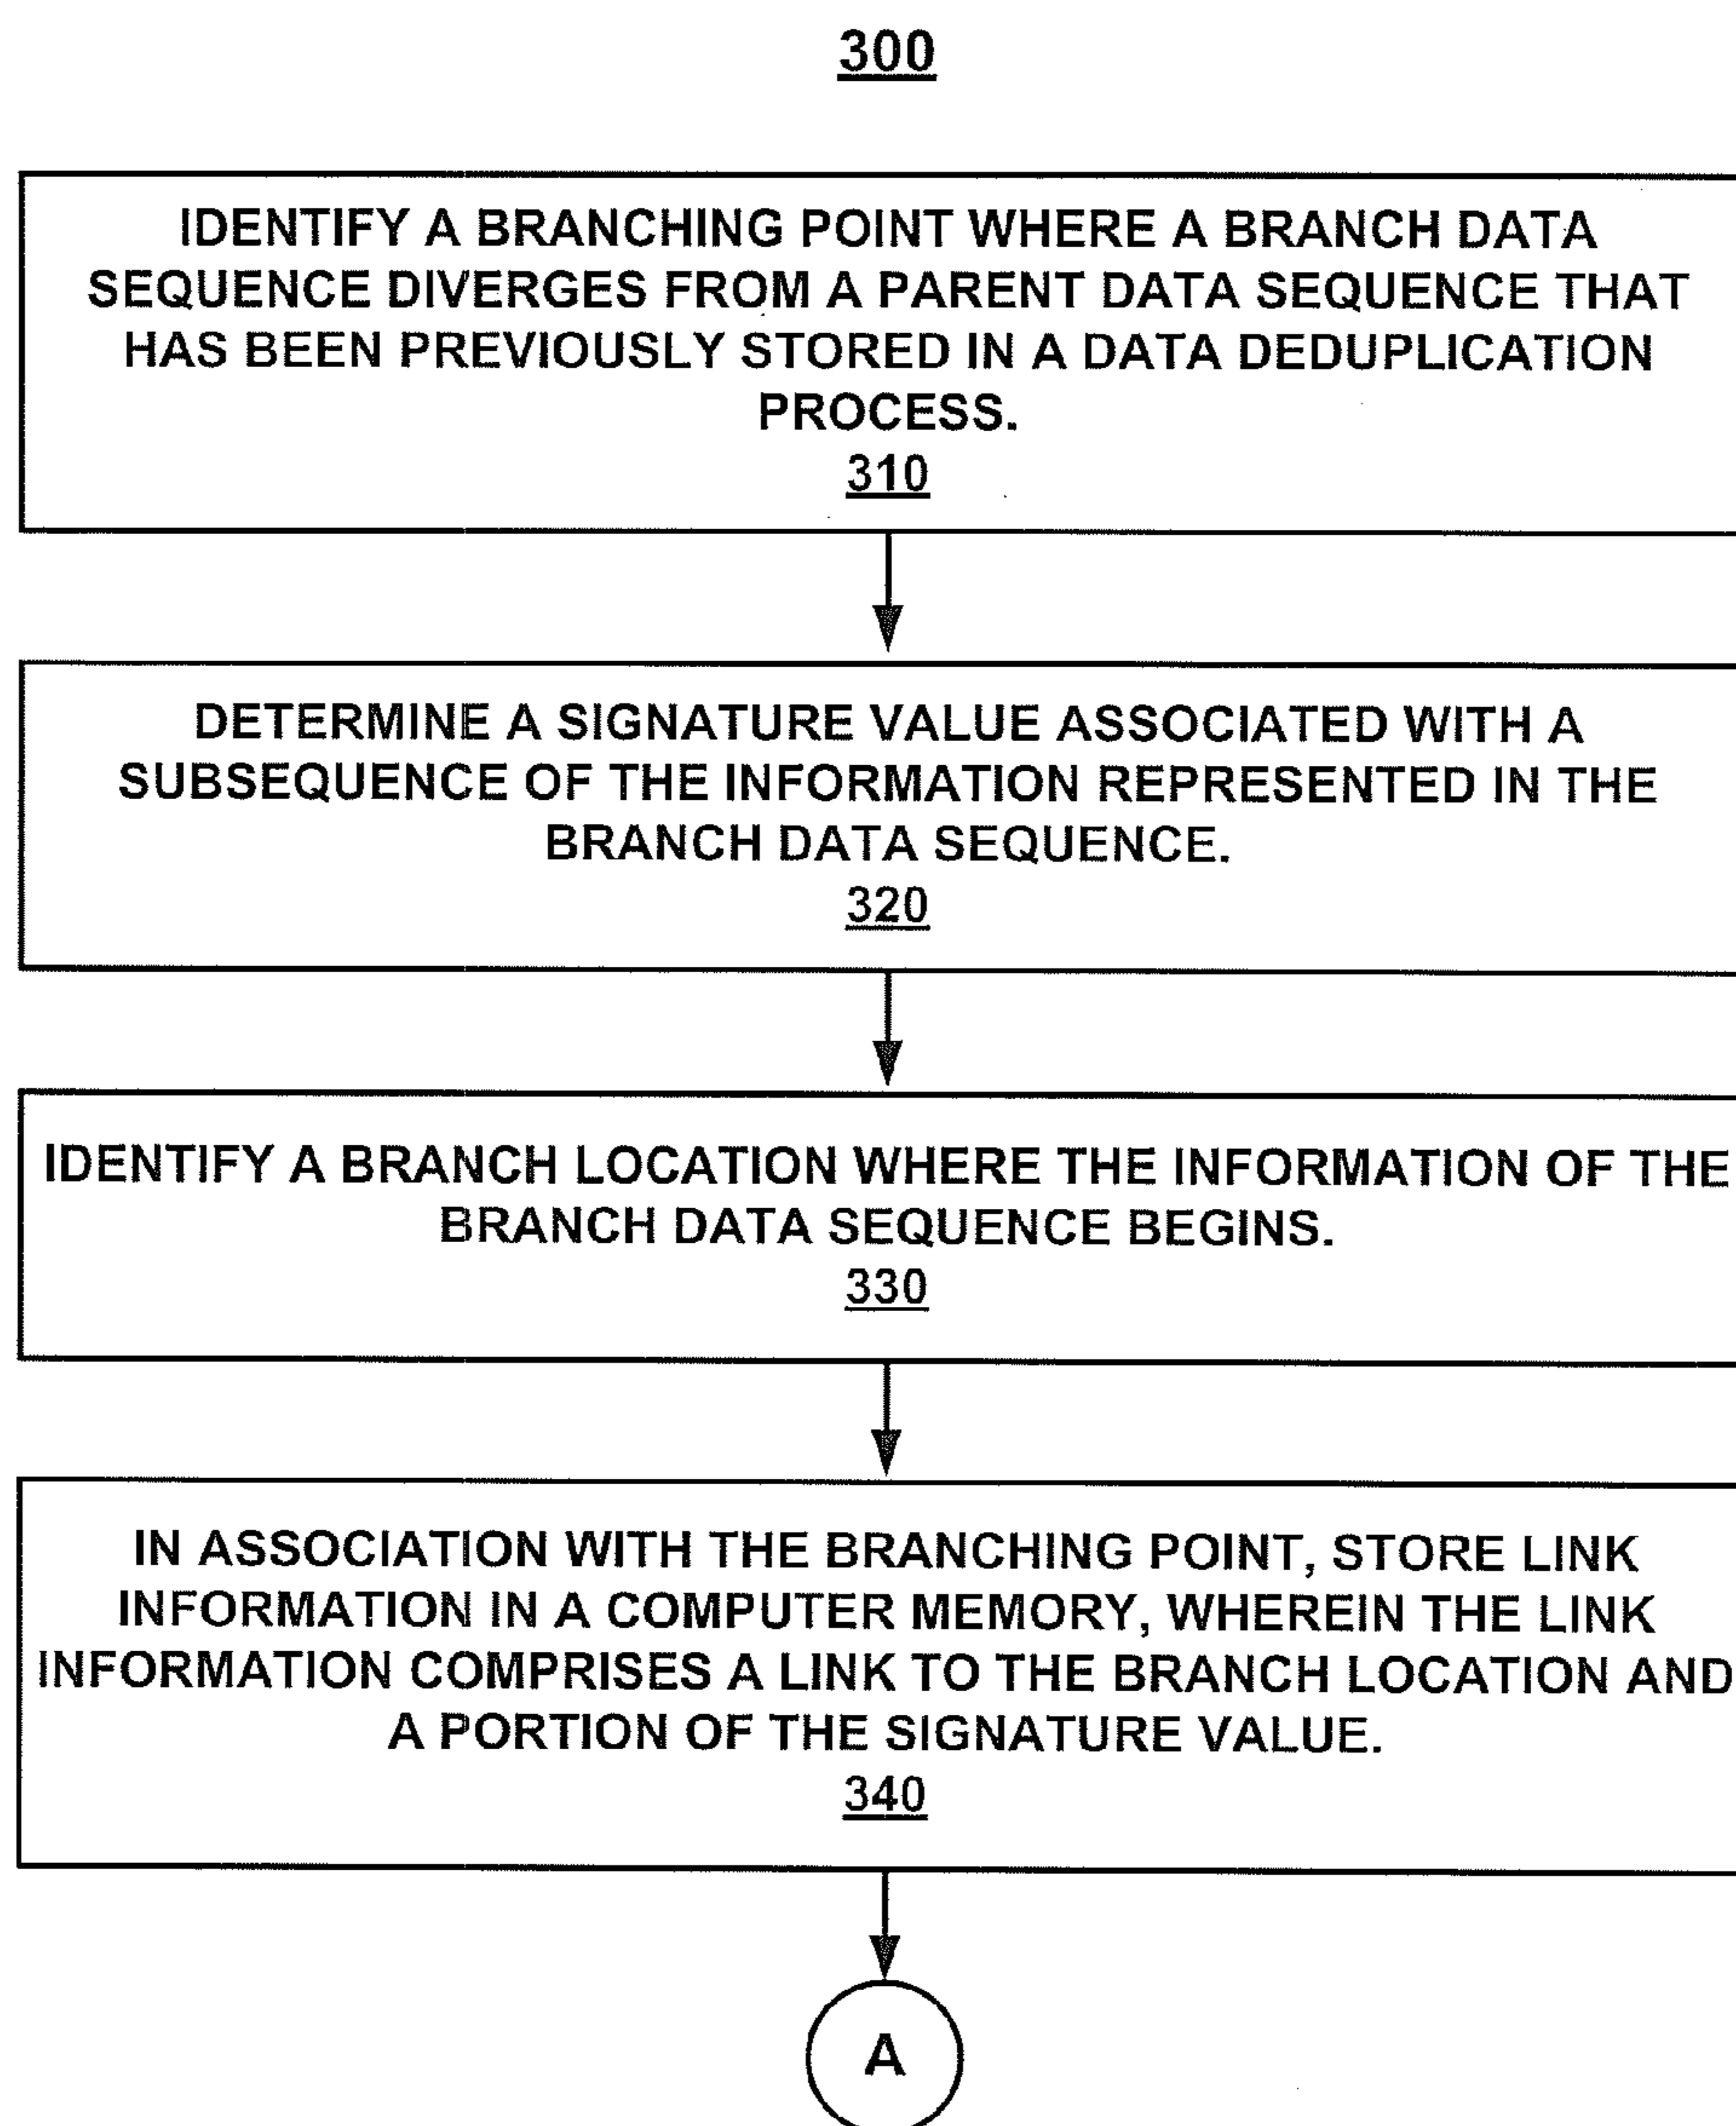 300
IDENTIFY A BRANCHING POINT WHERE A BRANCH DATA
SEQUENCE DIVERGES FROM A PARENT DATA SEQUENCE THAT
HAS BEEN PREVIOUSLY STORED IN A DATA DEDUPLICATION
PROCESS.
310
DETERMINE A SIGNATURE VALUE ASSOCIATED WITH A
SUBSEQUENCE OF THE INFORMATION REPRESENTED IN THE
BRANCH DATA SEQUENCE.
320
IDENTIFY A BRANCH LOCATION WHERE THE INFORMATION OF THE
BRANCH DATA SEQUENCE BEGINS.
330
IN ASSOCIATION WITH THE BRANCHING POINT, STORE LINK
INFORMATION IN A COMPUTER MEMORY, WHEREIN THE LINK
INFORMATION COMPRISES A LINK TO THE BRANCH LOCATION AND
A PORTION OF THE SIGNATURE VALUE.
340
A